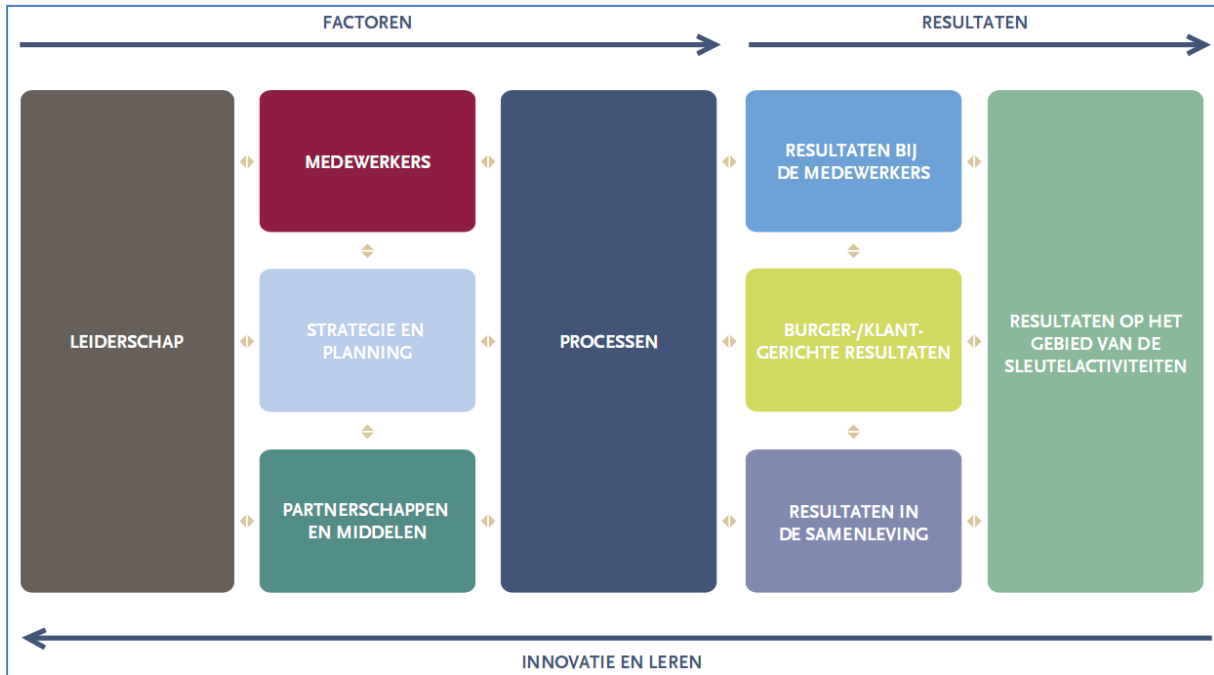 FACTOREN
RESULTATEN
LEIDERSCHAP
MEDEWERKERS
STRATEGIE EN
PLANNING
PARTNERSCHAPPEN
EN MIDDELEN
PROCESSEN
RESULTATEN BIJ
DE MEDEWERKERS
BURGER-/KLANT-
GERICHTE RESULTATEN
RESULTATEN IN
DE SAMENLEVING
RESULTATEN OP HET
GEBIED VAN DE
SLEUTELACTIVITEITEN
INNOVATIE EN LEREN